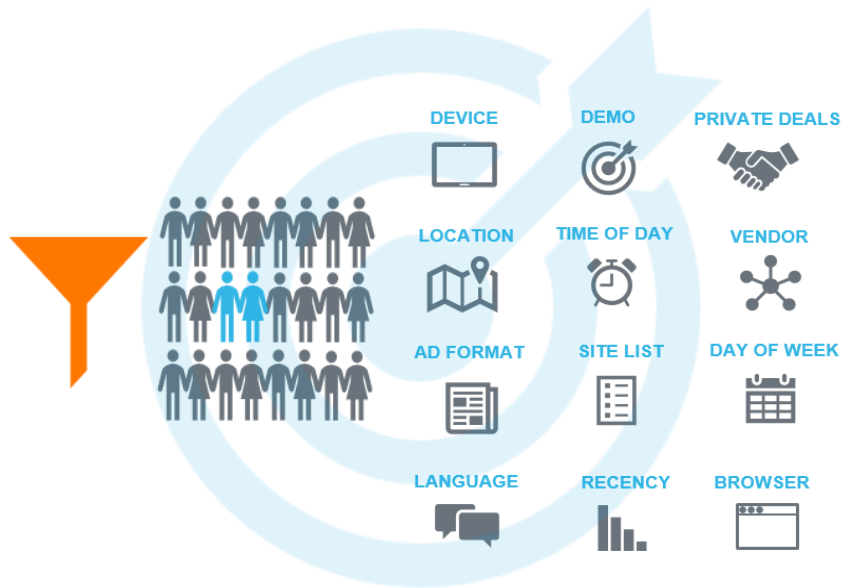 DEVICE
DEMO
PRIVATE DEALS
LOCATION
TIME OF DAY
VENDOR
AD FORMAT
SITE LIST
DAY OF WEEK
LANGUAGE
RECENCY
BROWSER